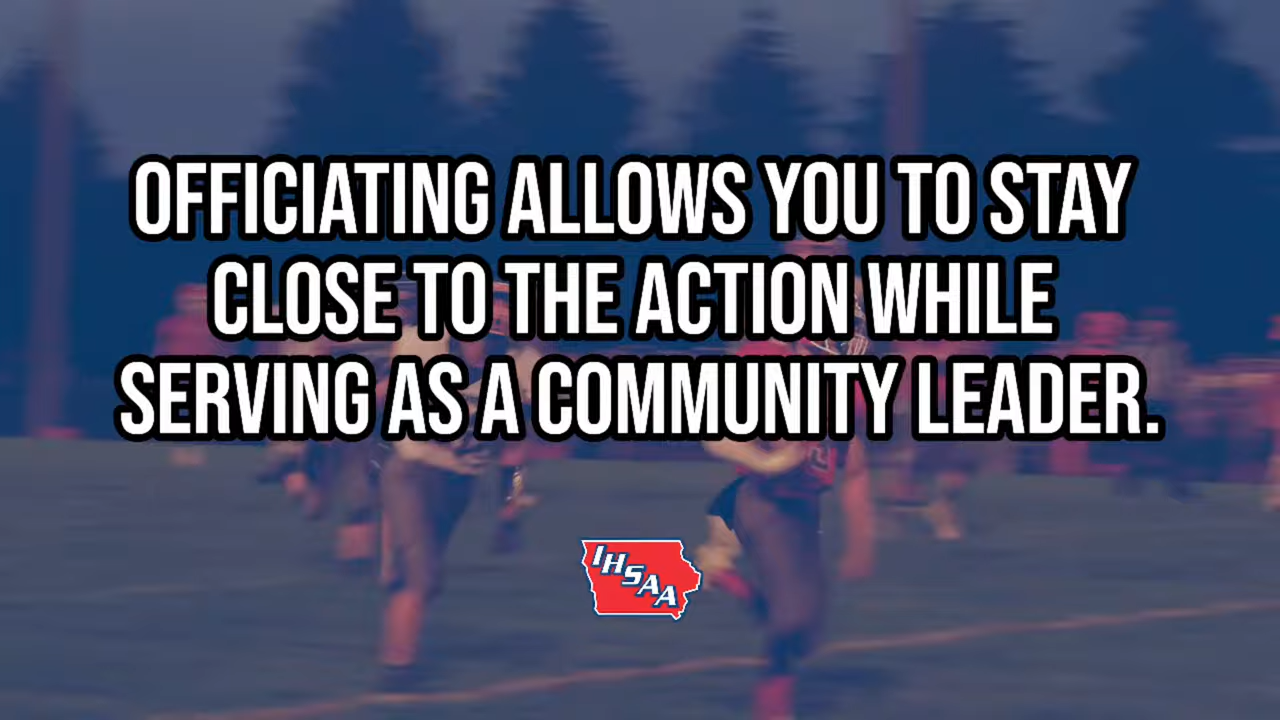 OFFICIATING ALLOWS YOU TO STAY
CLOSE TO THE ACTION WHILE
SERVING AS A COMMUNITY LEADER.
IHSAA